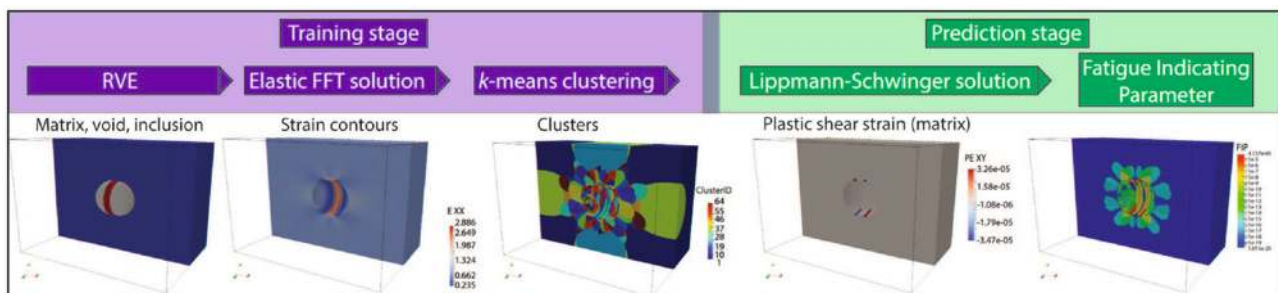 Training stage
Prediction stage
RVE
Elastic FFT solution
k-means clustering
Lippmann-Schwinger solution
Fatigue Indicating
Parameter
Matrix, void, inclusion
Strain contours
Clusters
Plastic shear strain (matrix)
E XX
2.886
2.649
1.987
1.324
0.662
0.235
ClusterID
64
55
46
37
28
19
10
1
PE XY
3.26e-05
1.58e-05
-1.08e-06
-1.79e-05
-3.47e-05
FIP